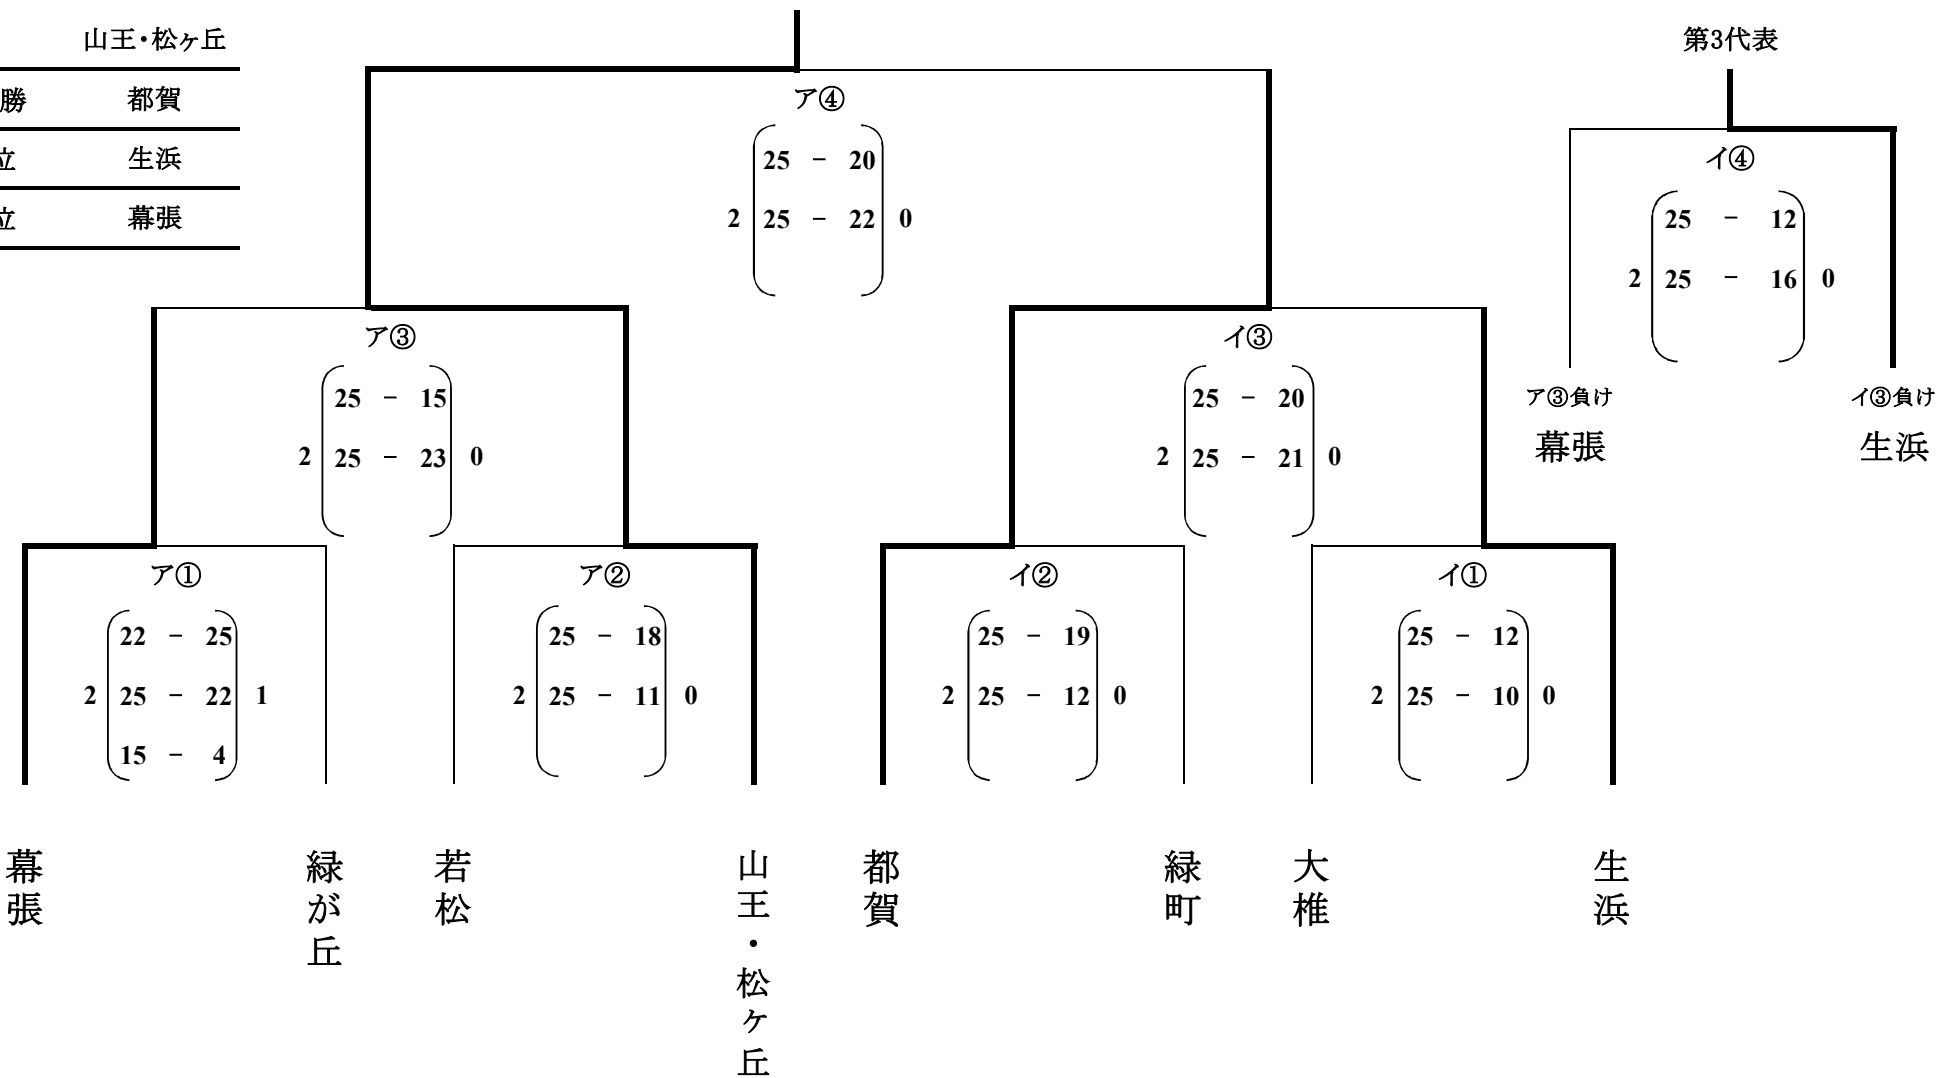 山王・松ヶ丘
勝 都賀
位 生浜
位 幕張
第3代表
ア④
25 － 20
2 25 － 22 0
イ④
25 － 12
2 25 － 16 0
ア③負け イ③負け
幕張 生浜
ア③
25 － 15
2 25 － 23 0
イ③
25 － 20
2 25 － 21 0
ア①
22 － 25
2 25 － 22 1
15 － 4
ア②
25 － 18
2 25 － 11 0
イ②
25 － 19
2 25 － 12 0
イ①
25 － 12
2 25 － 10 0
幕張
緑が丘
若松
山王・松ヶ丘
都賀
緑町
大椎
生浜